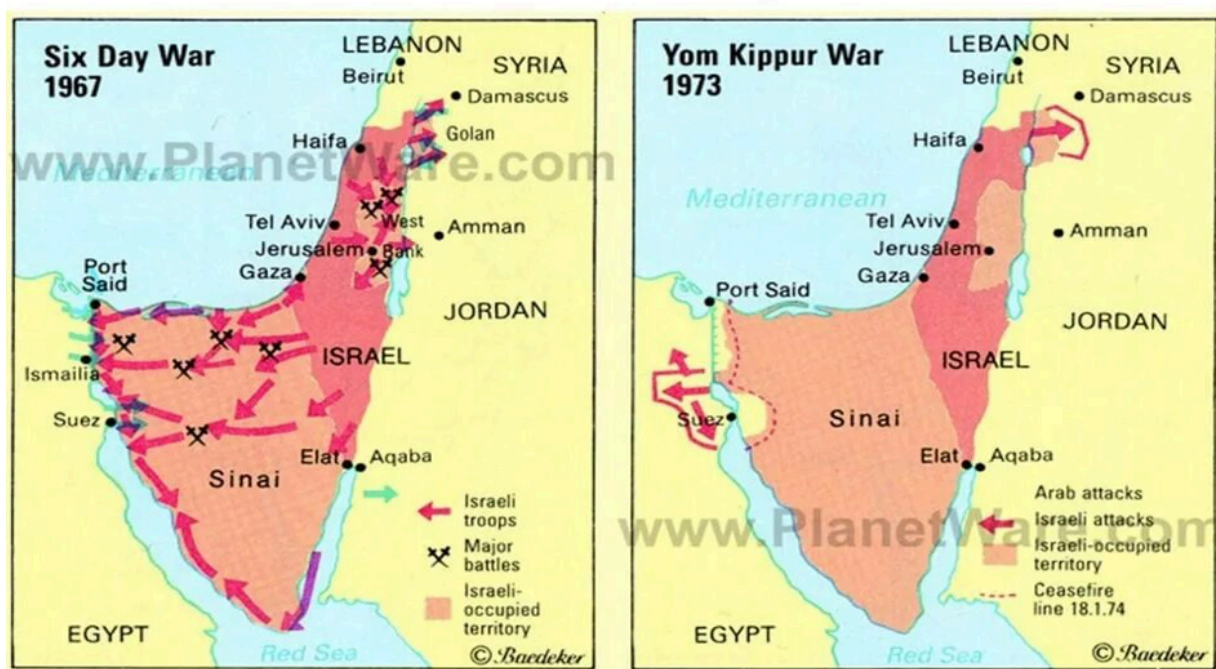 Six Day War
1967
LEBANON
Beirut
SYRIA
Damascus
Golan
Haifa
www.PlanetWare.com
Mediterranean
Tel Aviv
West
Bank
Jerusalem
Amman
Gaza
Port
Said
JORDAN
ISRAEL
Ismailia
Suez
Elat
Aqaba
Sinai
Israeli
troops
Major
battles
Israeli-
occupied
territory
EGYPT
Red Sea
© Baedeker
Yom Kippur War
1973
LEBANON
Beirut
SYRIA
Damascus
Haifa
Mediterranean
Tel Aviv
Jerusalem
Amman
Gaza
Port Said
JORDAN
ISRAEL
Suez
Sinai
Elat
Aqaba
Arab attacks
Israeli attacks
www.PlanetWare.com
Israeli-occupied
territory
Ceasefire
line 18.1.74
EGYPT
Red Sea
© Baedeker